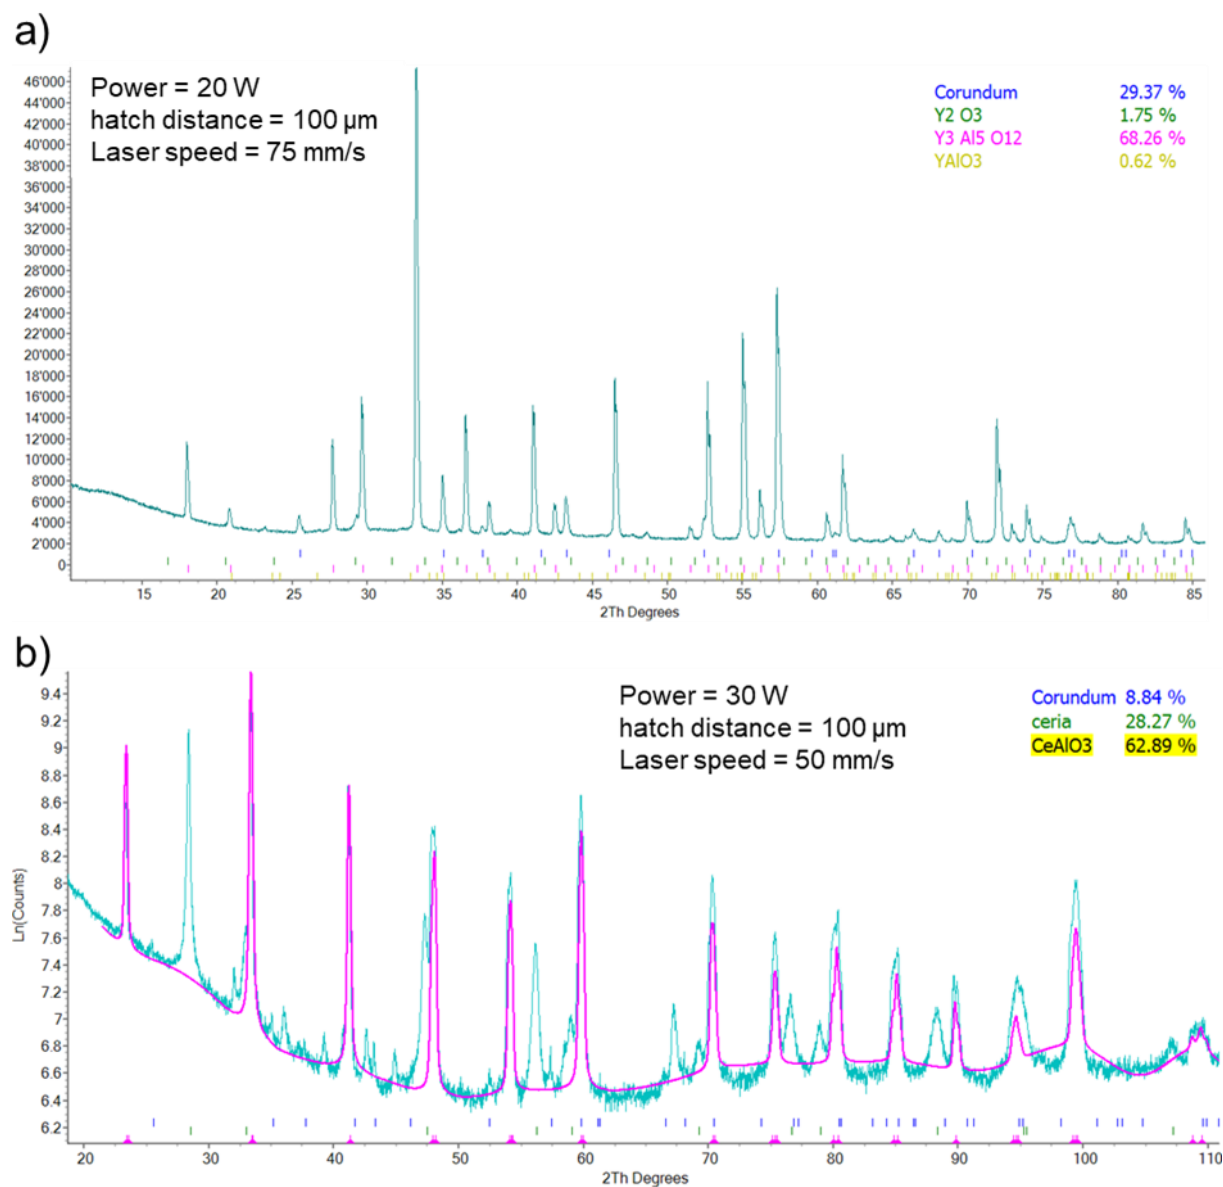 a)
Power = 20 W
hatch distance = 100 µm
Laser speed = 75 mm/s
Corundum 29.37 %
Y2 O3 1.75 %
Y3 Al5 O12 68.26 %
YAlO3 0.62 %
46'000
44'000
42'000
40'000
38'000
36'000
34'000
32'000
30'000
28'000
26'000
24'000
22'000
20'000
18'000
16'000
14'000
12'000
10'000
8'000
6'000
4'000
2'000
0
15 20 25 30 35 40 45 50 55 60 65 70 75 80 85
2Th Degrees
b)
Power = 30 W
hatch distance = 100 µm
Laser speed = 50 mm/s
Corundum 8.84 %
ceria 28.27 %
CeAlO3 62.89 %
Ln(Counts)
9.4
9.2
9
8.8
8.6
8.4
8.2
8
7.8
7.6
7.4
7.2
7
6.8
6.6
6.4
6.2
20 30 40 50 60 70 80 90 100 110
2Th Degrees